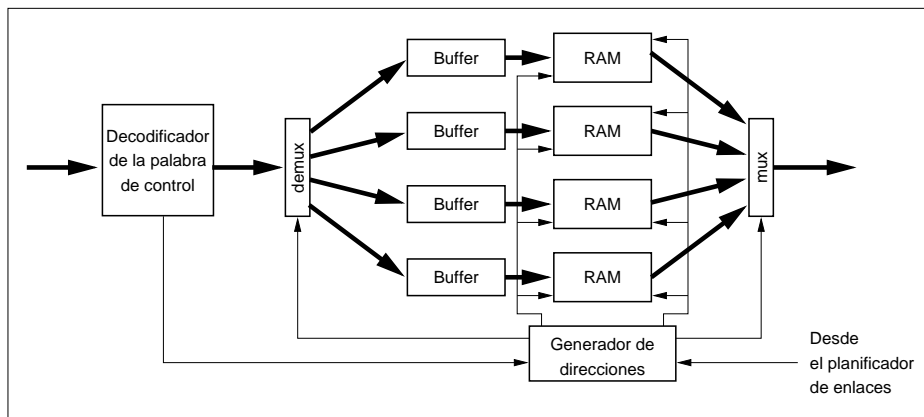 Decodificador
de la palabra
de control
demux
Buffer
RAM
Buffer
RAM
Buffer
RAM
Buffer
RAM
mux
Generador de
direcciones
Desde
el planificador
de enlaces